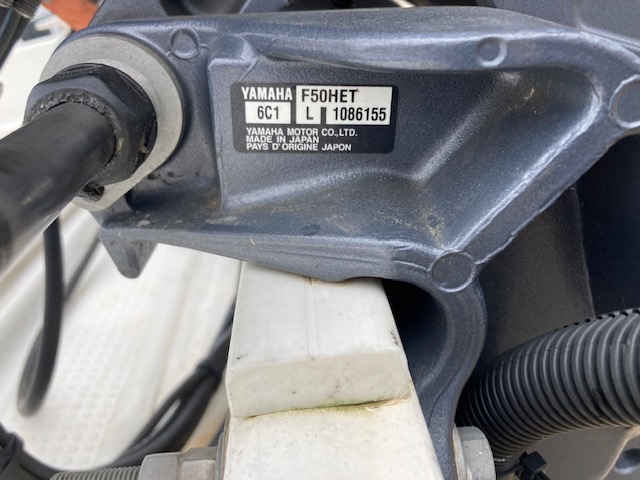 YAMAHA F50HET
6C1 L 1086155
YAMAHA MOTOR CO.,LTD.
MADE IN JAPAN
PAYS D'ORIGINE JAPON